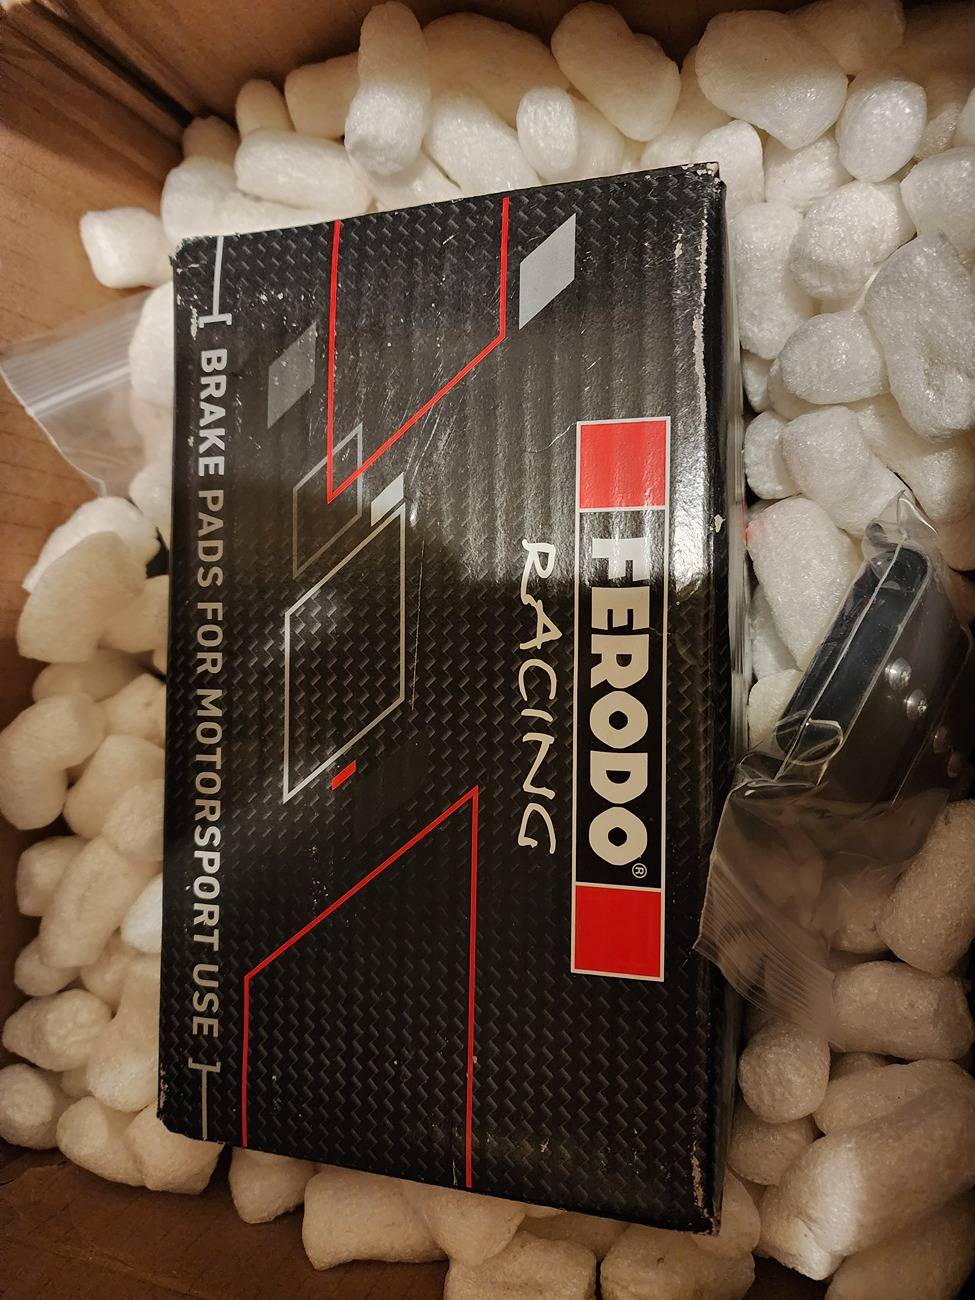 FERODO®
RACING
[ BRAKE PADS FOR MOTORSPORT USE ]